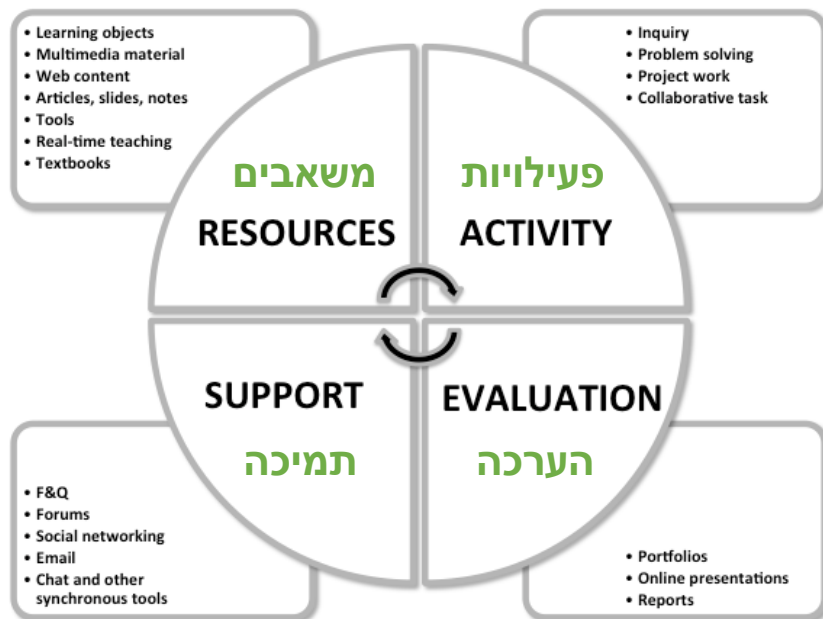 • Learning objects
• Multimedia material
• Web content
• Articles, slides, notes
• Tools
• Real-time teaching
• Textbooks
• Inquiry
• Problem solving
• Project work
• Collaborative task
משאבים
RESOURCES
פעילויות
ACTIVITY
SUPPORT
תמיכה
EVALUATION
הערכה
• F&Q
• Forums
• Social networking
• Email
• Chat and other
synchronous tools
• Portfolios
• Online presentations
• Reports